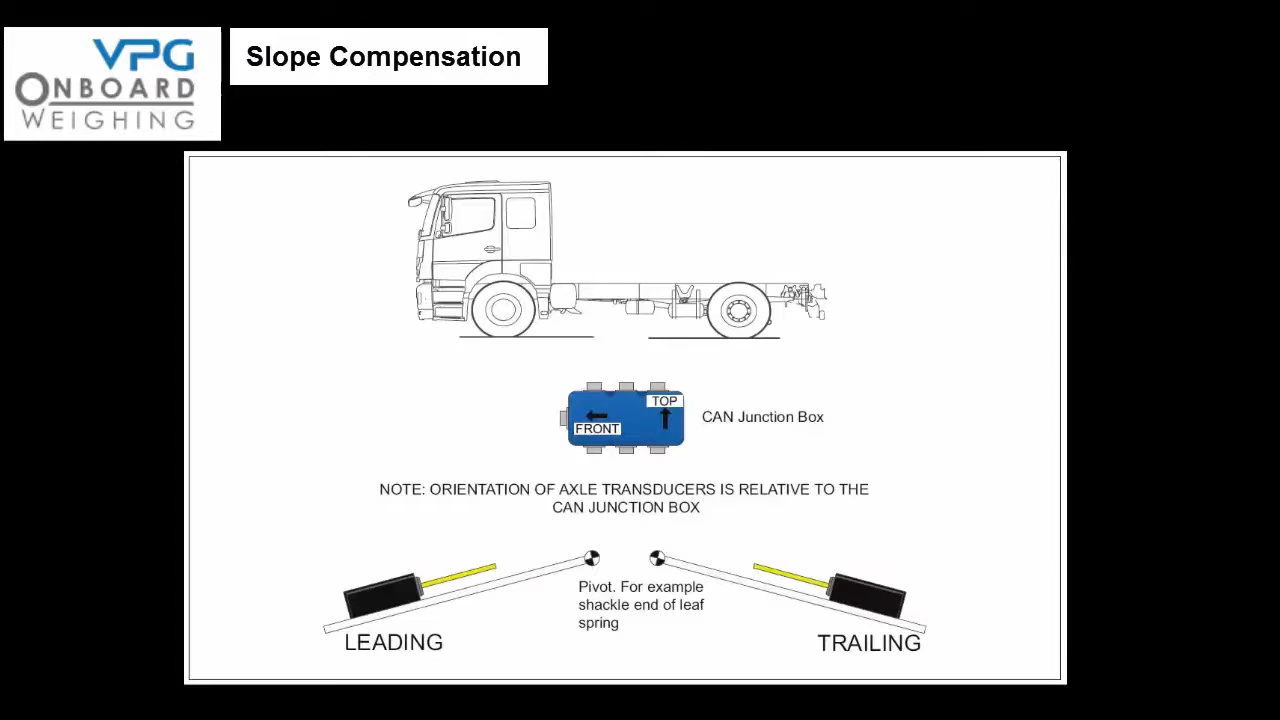 VPG
ONBOARD
WEIGHING
Slope Compensation
TOP
FRONT
CAN Junction Box
NOTE: ORIENTATION OF AXLE TRANSDUCERS IS RELATIVE TO THE
CAN JUNCTION BOX
Pivot. For example
shackle end of leaf
spring
LEADING
TRAILING